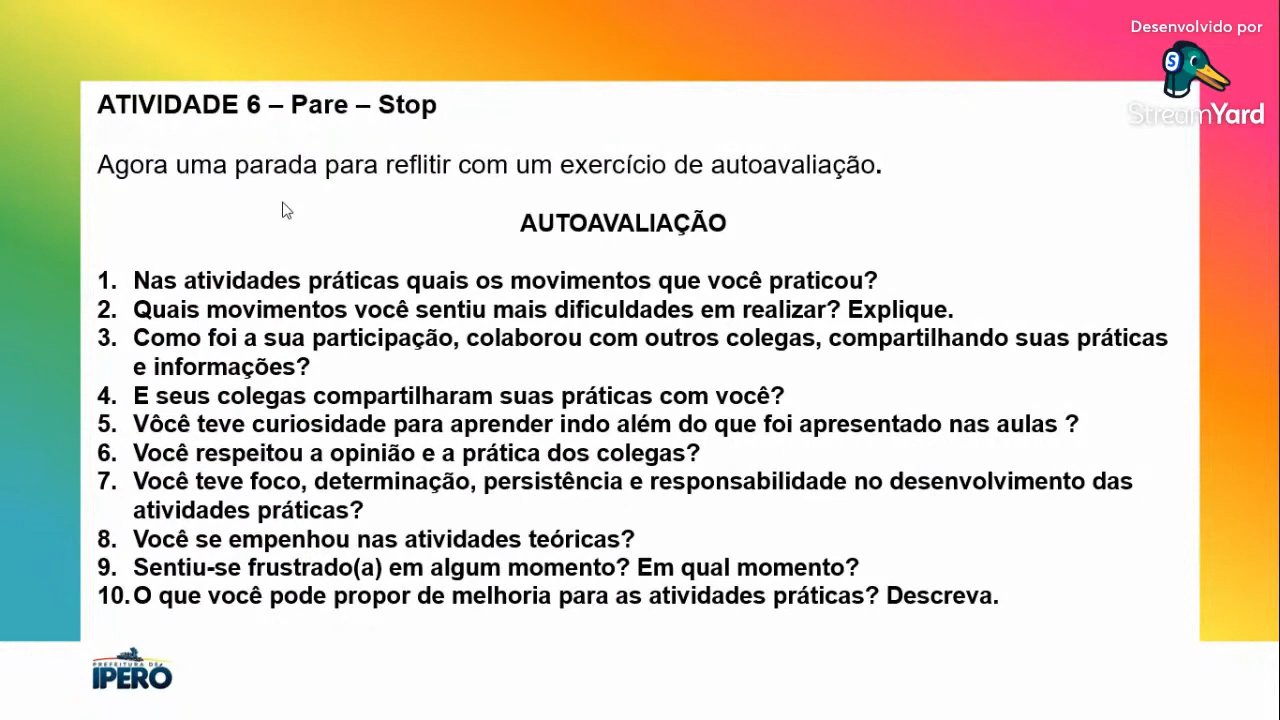 Desenvolvido por
StreamYard
ATIVIDADE 6 – Pare – Stop
Agora uma parada para reflitir com um exercício de autoavaliação.
AUTOAVALIAÇÃO
1. Nas atividades práticas quais os movimentos que você praticou?
2. Quais movimentos você sentiu mais dificuldades em realizar? Explique.
3. Como foi a sua participação, colaborou com outros colegas, compartilhando suas práticas
e informações?
4. E seus colegas compartilharam suas práticas com você?
5. Vôcê teve curiosidade para aprender indo além do que foi apresentado nas aulas ?
6. Você respeitou a opinião e a prática dos colegas?
7. Você teve foco, determinação, persistência e responsabilidade no desenvolvimento das
atividades práticas?
8. Você se empenhou nas atividades teóricas?
9. Sentiu-se frustrado(a) em algum momento? Em qual momento?
10. O que você pode propor de melhoria para as atividades práticas? Descreva.
PREFEITURA DE
IPERÓ